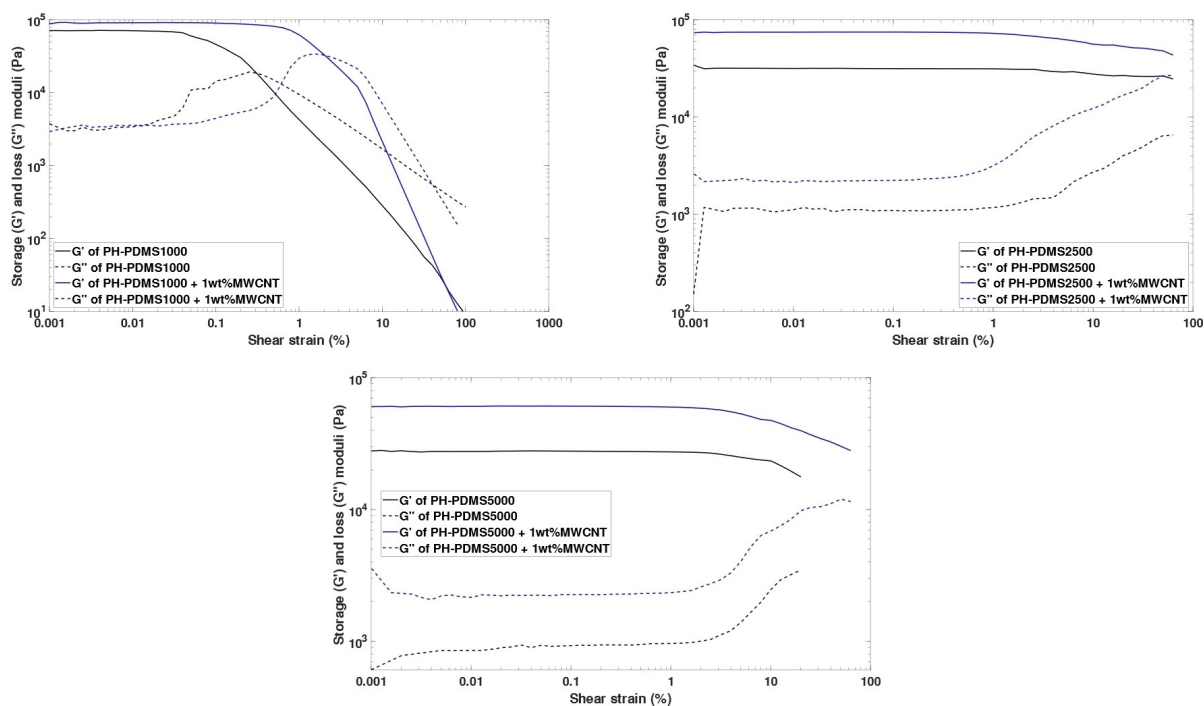 Storage (G') and loss (G'') moduli (Pa)
10^5
10^4
10^3
10^2
10^1
G' of PH-PDMS1000
G'' of PH-PDMS1000
G' of PH-PDMS1000 + 1wt%MWCNT
G'' of PH-PDMS1000 + 1wt%MWCNT
0.001 0.01 0.1 1 10 100 1000
Shear strain (%)
Storage (G') and loss (G'') moduli (Pa)
10^5
10^4
10^3
10^2
G' of PH-PDMS2500
G'' of PH-PDMS2500
G' of PH-PDMS2500 + 1wt%MWCNT
G'' of PH-PDMS2500 + 1wt%MWCNT
0.001 0.01 0.1 1 10 100
Shear strain (%)
Storage (G') and loss (G'') moduli (Pa)
10^5
10^4
10^3
G' of PH-PDMS5000
G'' of PH-PDMS5000
G' of PH-PDMS5000 + 1wt%MWCNT
G'' of PH-PDMS5000 + 1wt%MWCNT
0.001 0.01 0.1 1 10 100
Shear strain (%)